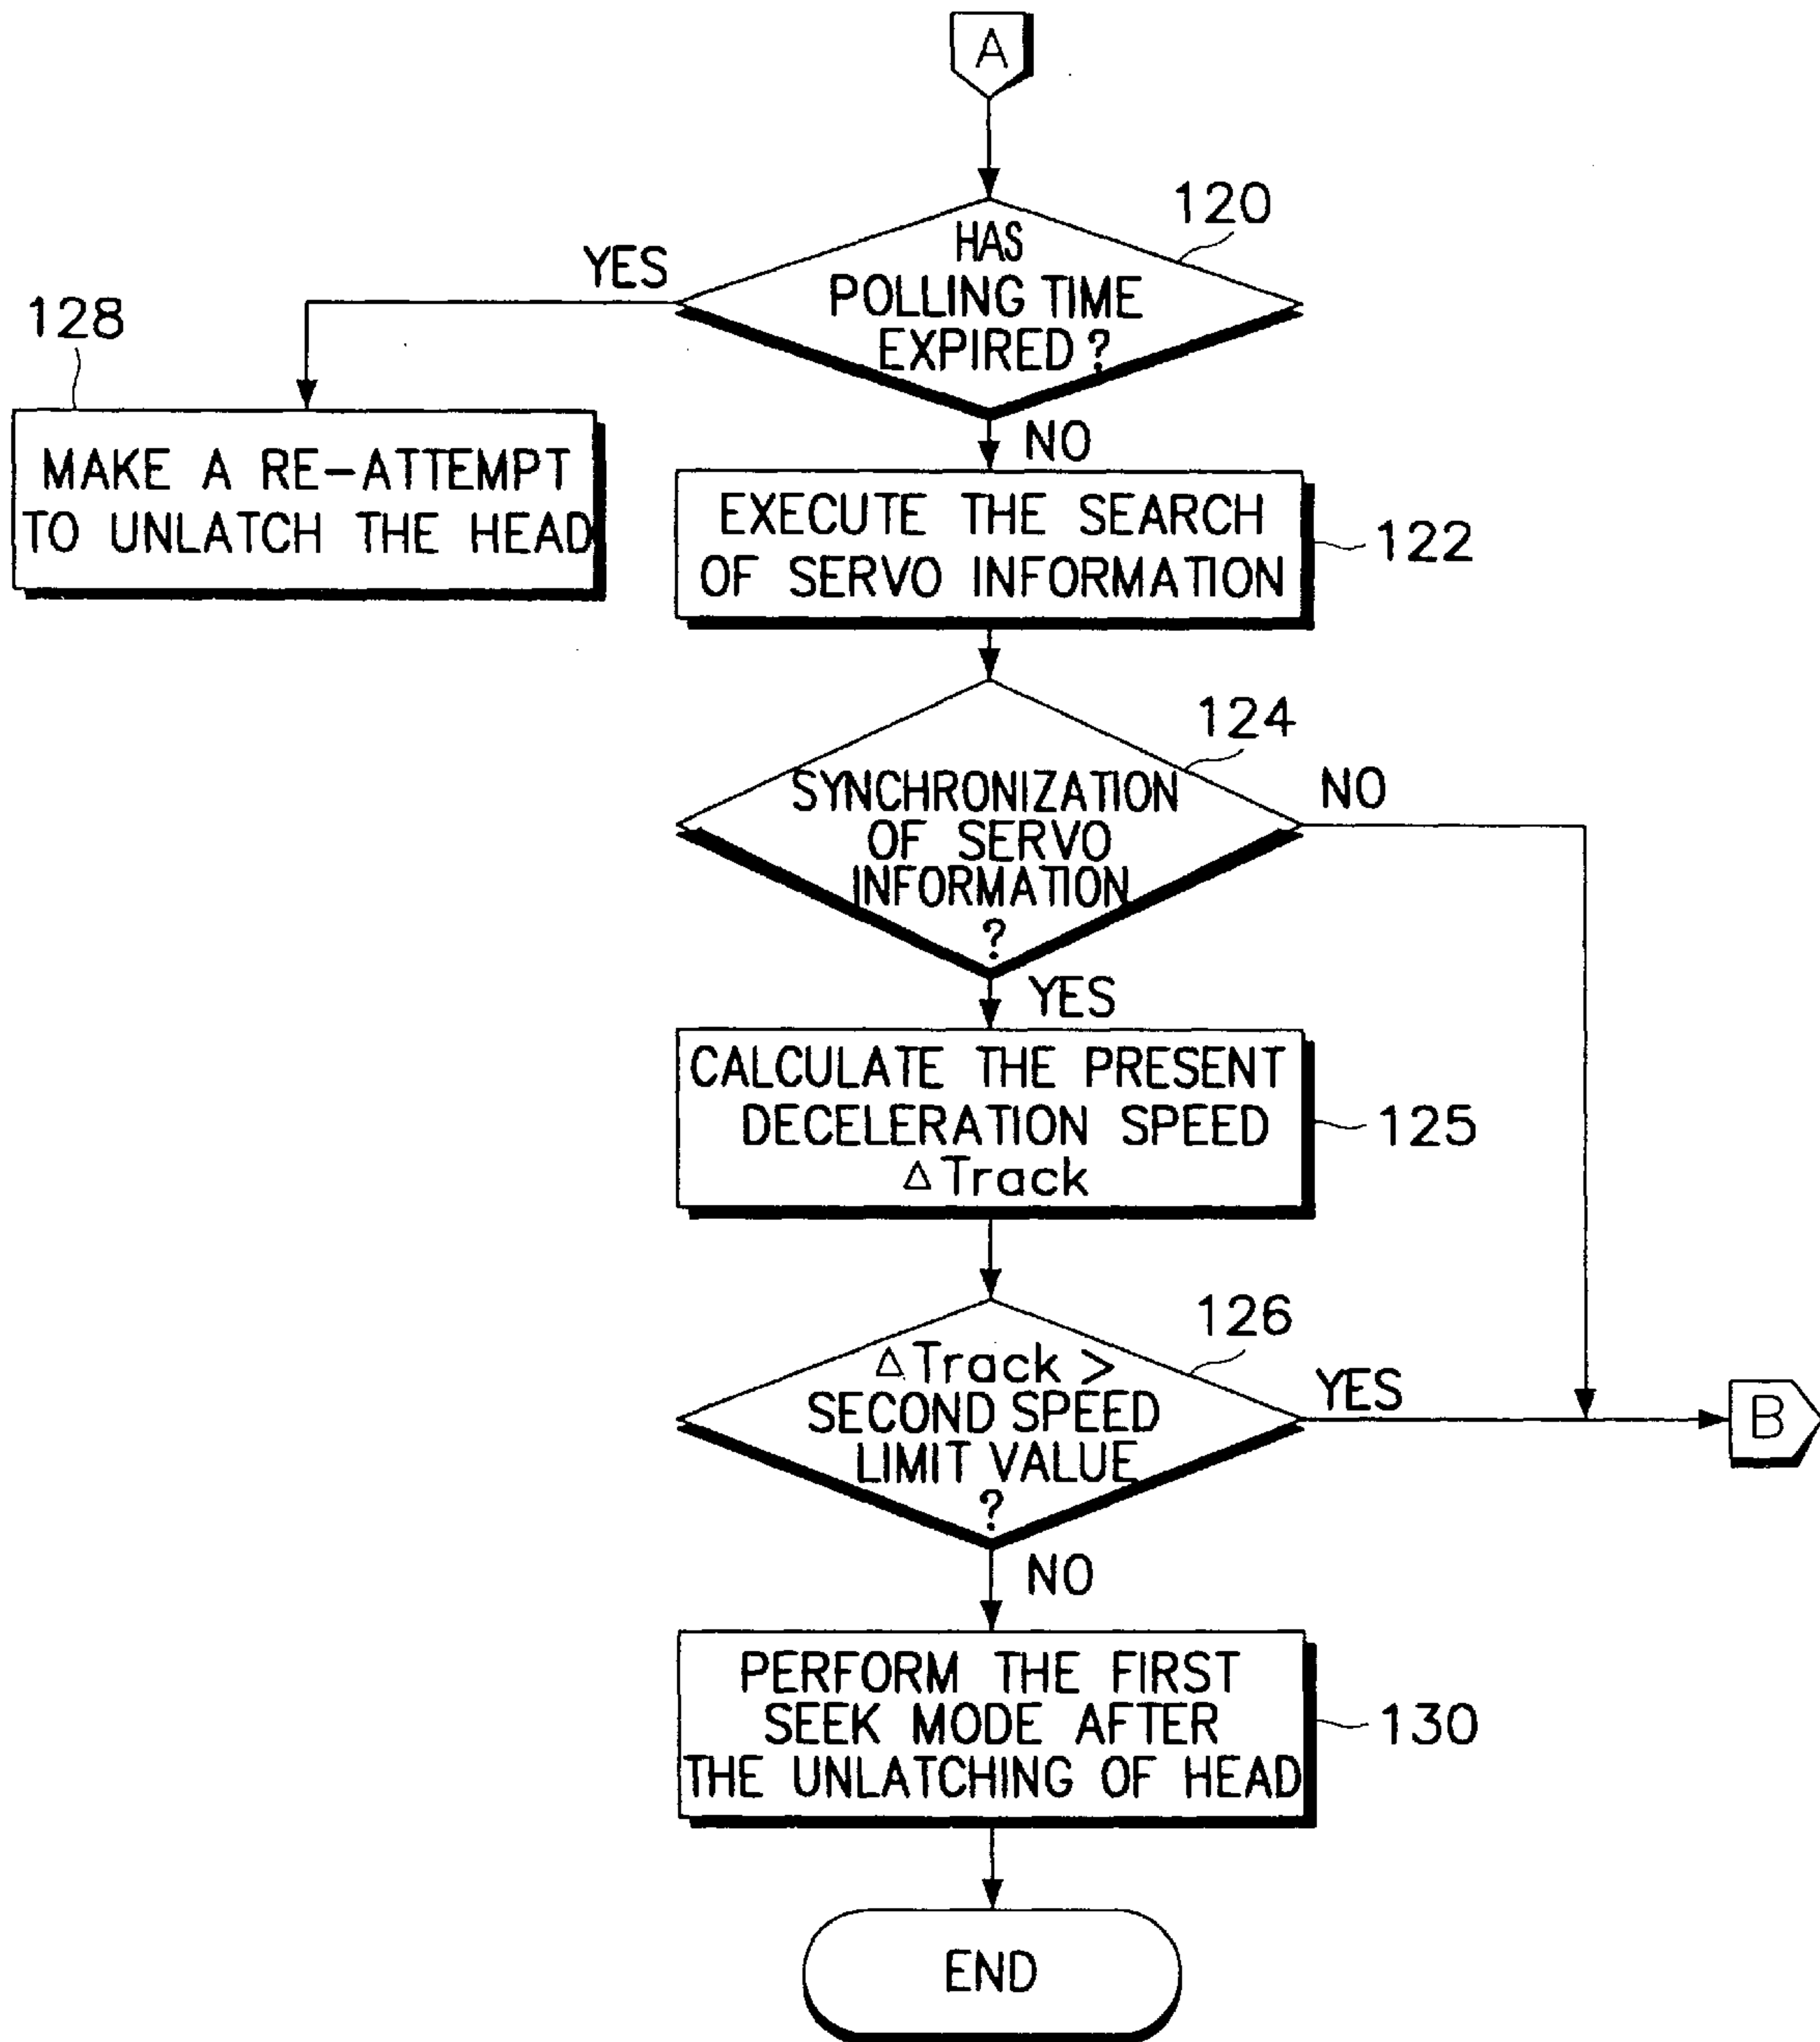 A
120
HAS
POLLING TIME
EXPIRED ?
YES
128
NO
MAKE A RE-ATTEMPT
TO UNLATCH THE HEAD
EXECUTE THE SEARCH
OF SERVO INFORMATION
122
124
SYNCHRONIZATION
OF SERVO
INFORMATION
?
NO
YES
CALCULATE THE PRESENT
DECELERATION SPEED
△Track
125
126
△Track >
SECOND SPEED
LIMIT VALUE
?
YES
B
NO
PERFORM THE FIRST
SEEK MODE AFTER
THE UNLATCHING OF HEAD
130
END